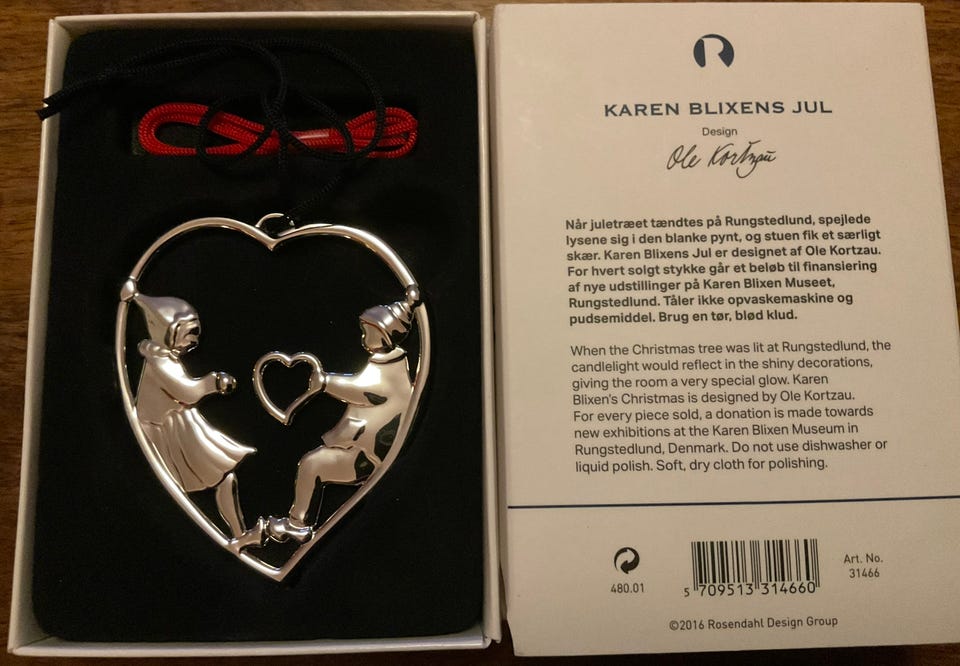 R
KAREN BLIXENS JUL
Design
Ole Kortzau
Når juletræet tændtes på Rungstedlund, spejlede
lysene sig i den blanke pynt, og stuen fik et særligt
skær. Karen Blixens Jul er designet af Ole Kortzau.
For hvert solgt stykke går et beløb til finansiering
af nye udstillinger på Karen Blixen Museet,
Rungstedlund. Tåler ikke opvaskemaskine og
pudsemiddel. Brug en tør, blød klud.
When the Christmas tree was lit at Rungstedlund, the
candlelight would reflect in the shiny decorations,
giving the room a very special glow. Karen
Blixen's Christmas is designed by Ole Kortzau.
For every piece sold, a donation is made towards
new exhibitions at the Karen Blixen Museum in
Rungstedlund, Denmark. Do not use dishwasher or
liquid polish. Soft, dry cloth for polishing.
480.01
5 709513 314660
Art. No.
31466
©2016 Rosendahl Design Group